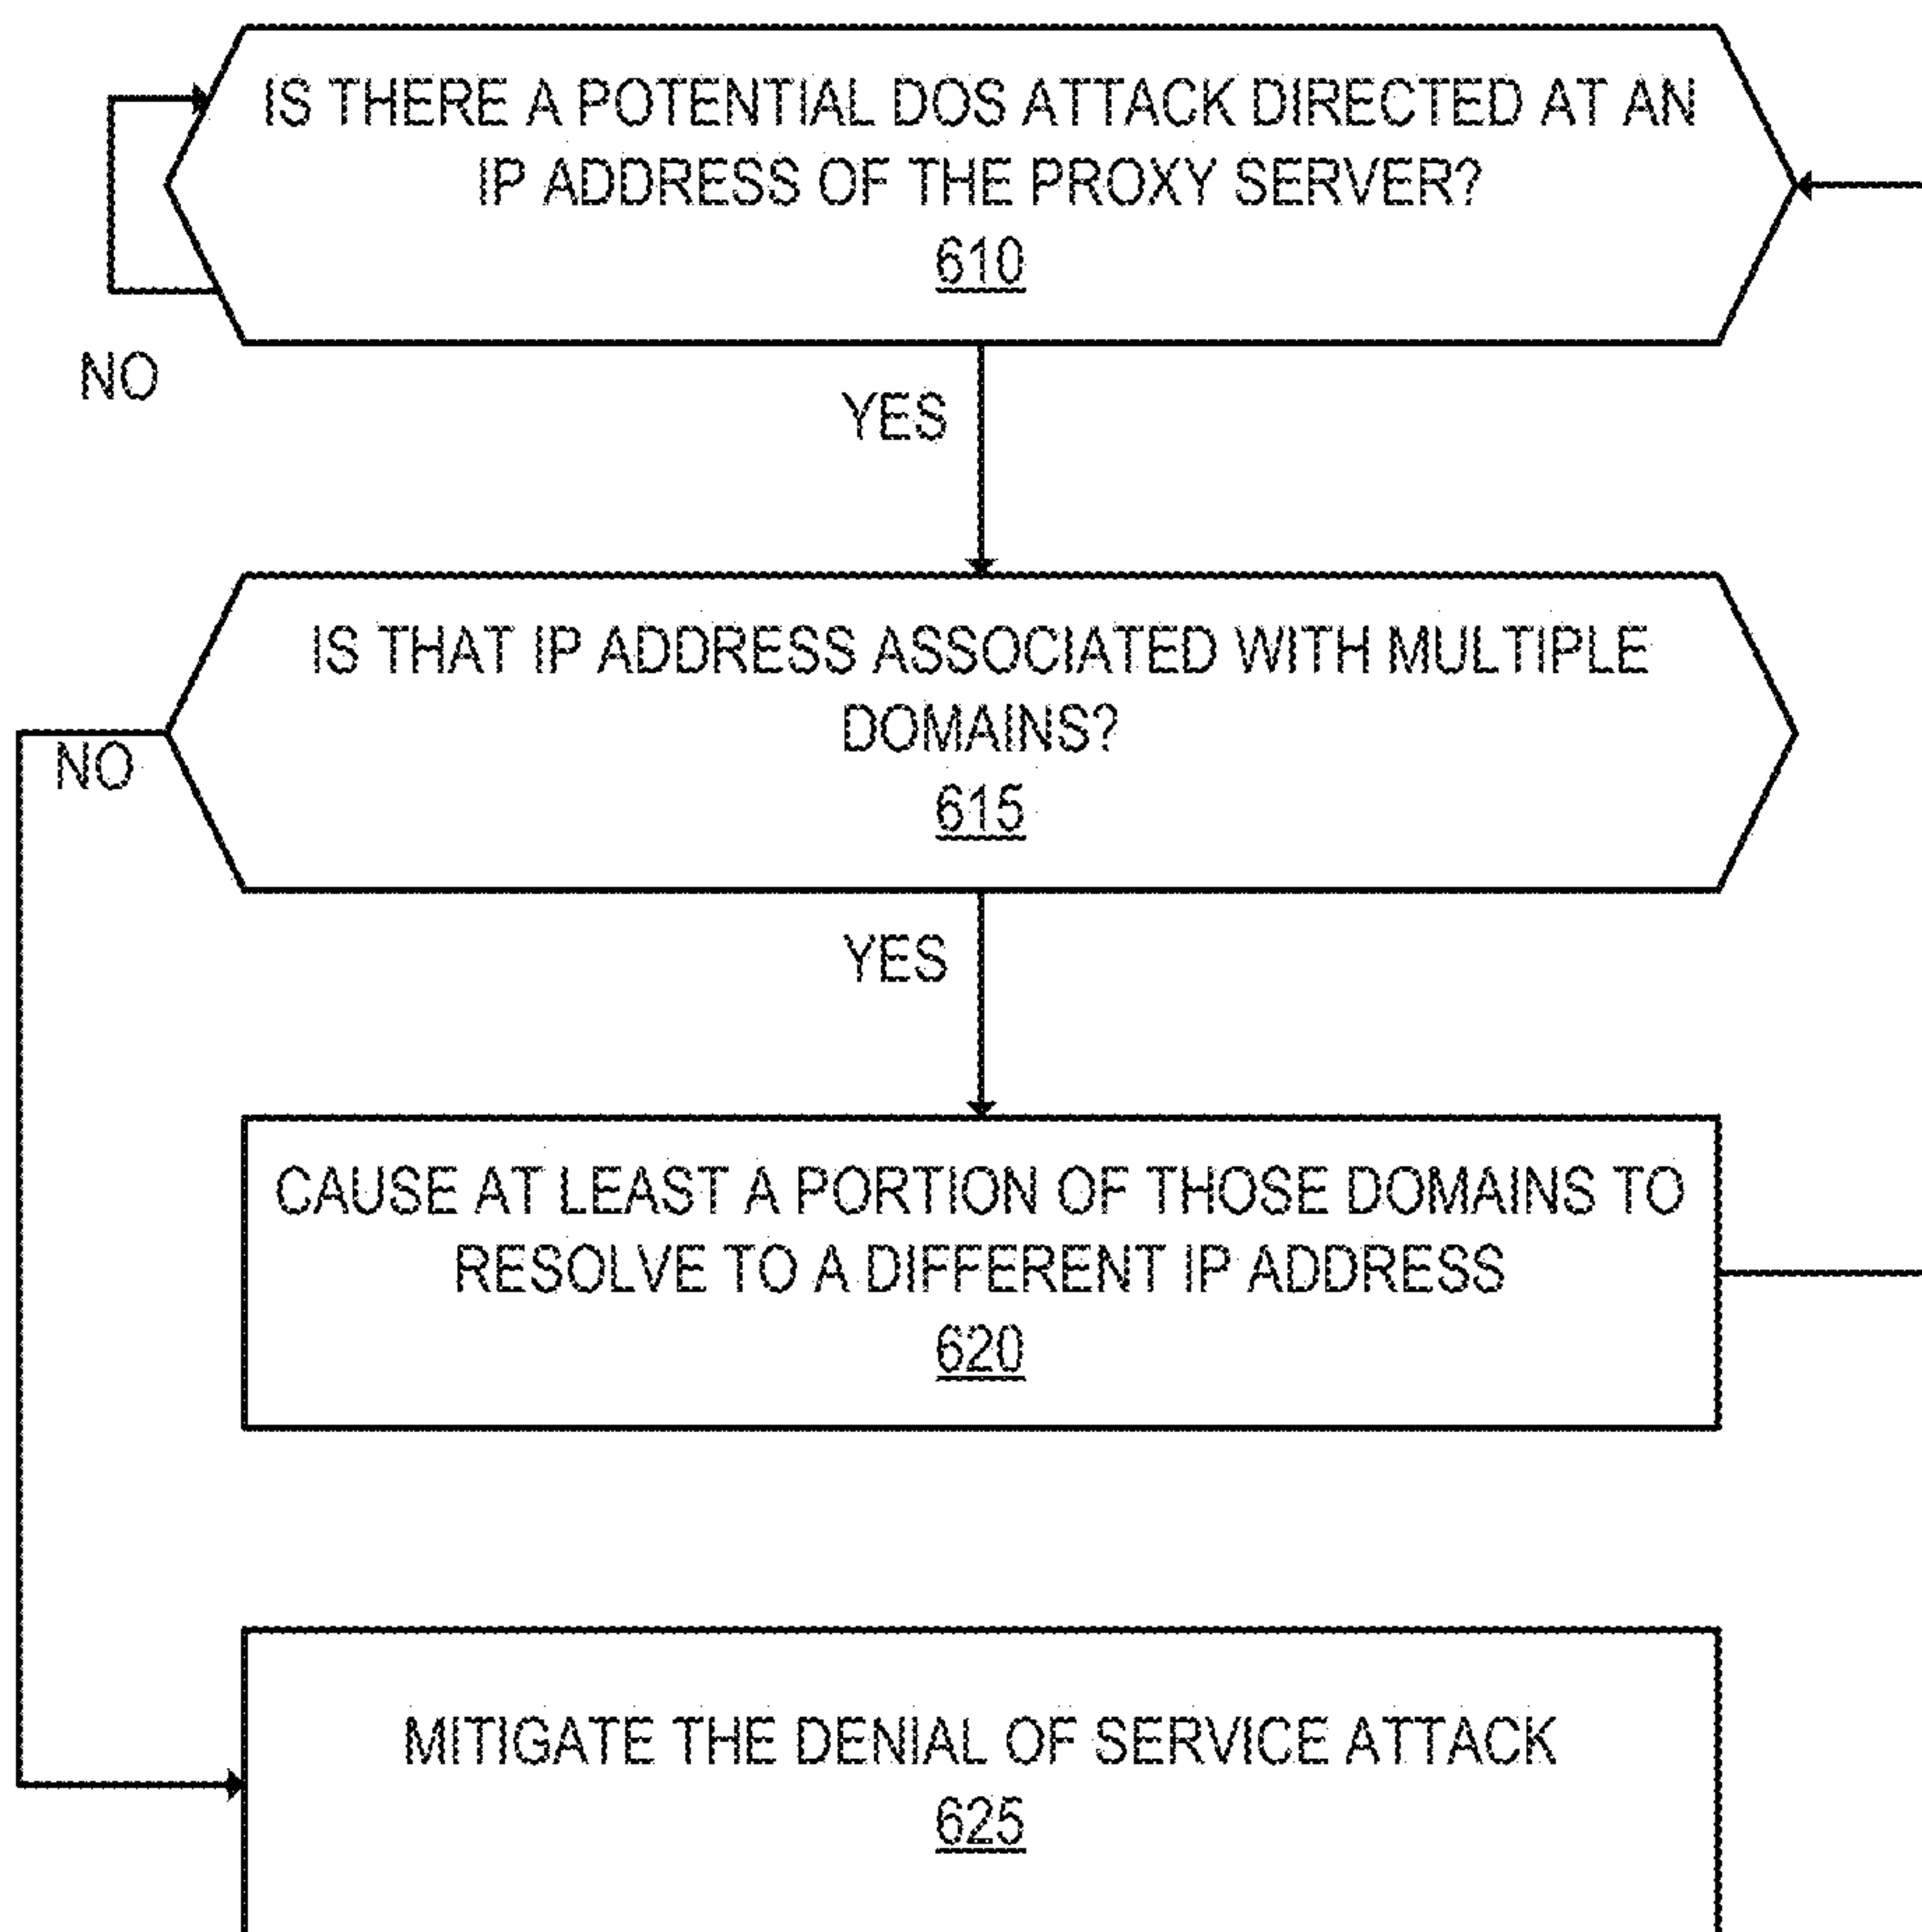 IS THERE A POTENTIAL DOS ATTACK DIRECTED AT AN
IP ADDRESS OF THE PROXY SERVER?
610
NO
YES
IS THAT IP ADDRESS ASSOCIATED WITH MULTIPLE
DOMAINS?
615
NO
YES
CAUSE AT LEAST A PORTION OF THOSE DOMAINS TO
RESOLVE TO A DIFFERENT IP ADDRESS
620
MITIGATE THE DENIAL OF SERVICE ATTACK
625